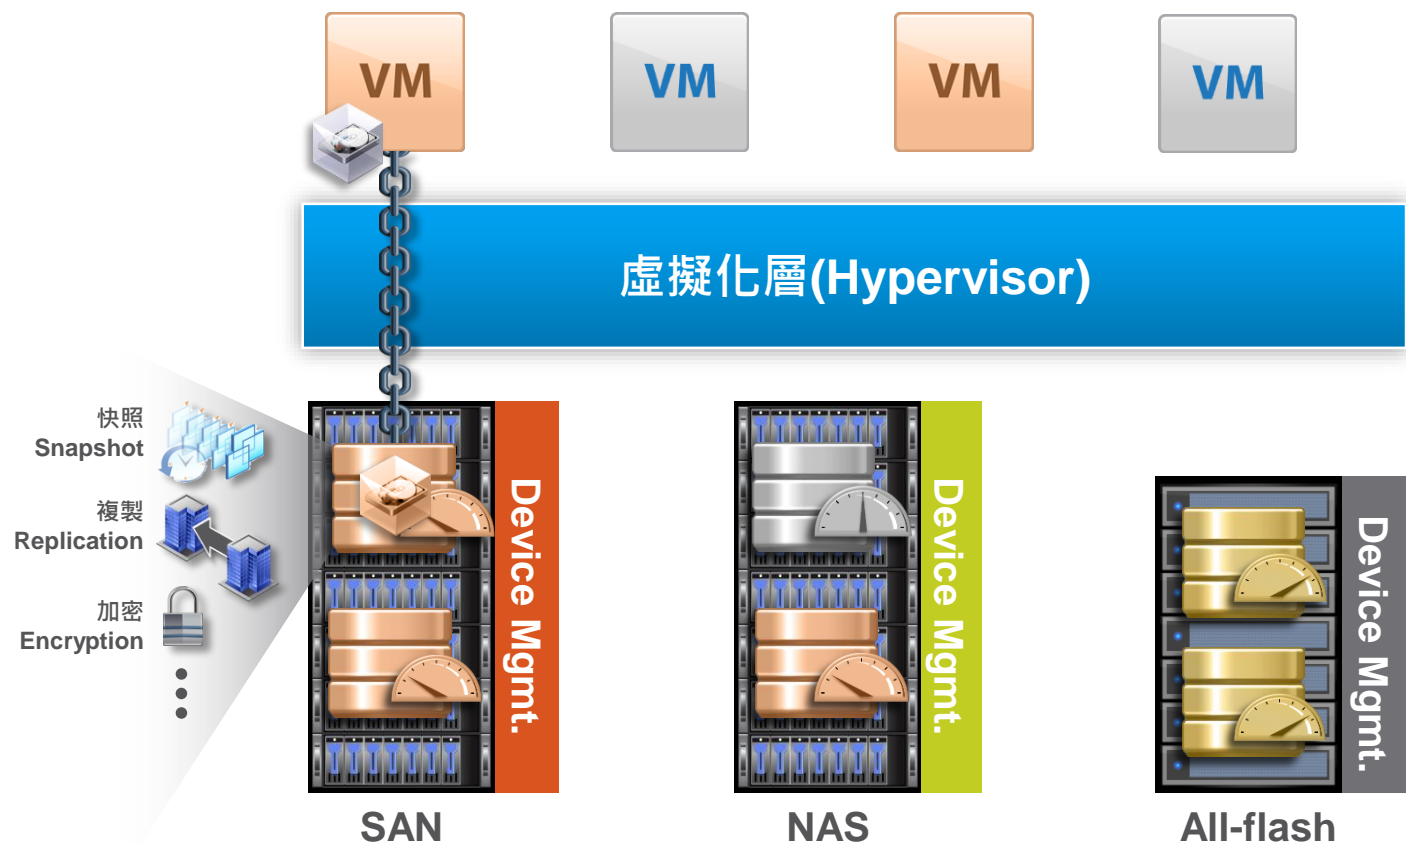 VM
VM
VM
VM
虛擬化層(Hypervisor)
快照
Snapshot
複製
Replication
加密
Encryption
Device Mgmt.
Device Mgmt.
Device Mgmt.
SAN
NAS
All-flash